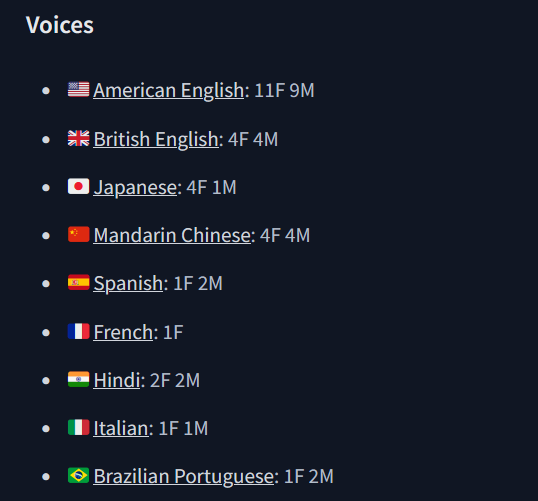 Voices
American English: 11F 9M
British English: 4F 4M
Japanese: 4F 1M
Mandarin Chinese: 4F 4M
Spanish: 1F 2M
French: 1F
Hindi: 2F 2M
Italian: 1F 1M
Brazilian Portuguese: 1F 2M